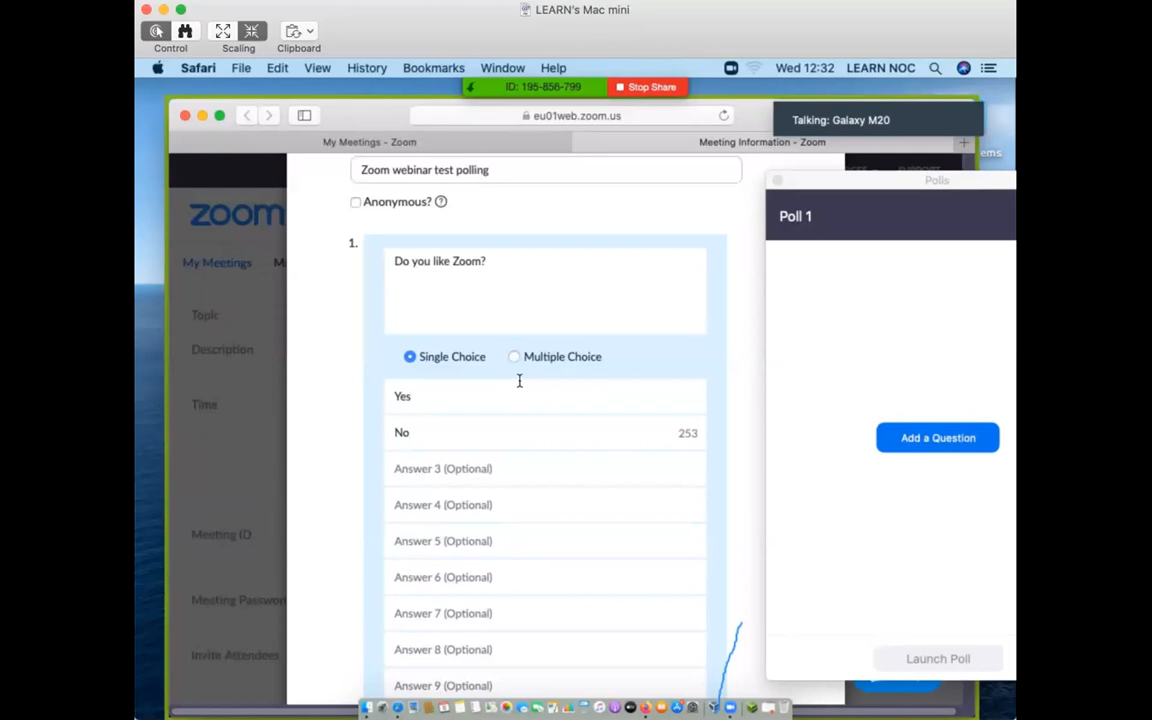 LEARN's Mac mini
Control Scaling Clipboard
Safari File Edit View History Bookmarks Window Help Wed 12:32 LEARN NOC
ID: 195-856-799 Stop Share
eu01web.zoom.us
Talking: Galaxy M20
My Meetings - Zoom Meeting Information - Zoom
ems
Zoom webinar test polling
Polls
Anonymous?
zoom
Poll 1
1.
Do you like Zoom?
My Meetings
Topic
Description
Single Choice Multiple Choice
Yes
Time
No 253
Add a Question
Answer 3 (Optional)
Answer 4 (Optional)
Meeting ID
Answer 5 (Optional)
Answer 6 (Optional)
Meeting Password
Answer 7 (Optional)
Answer 8 (Optional)
Invite Attendees
Launch Poll
Answer 9 (Optional)